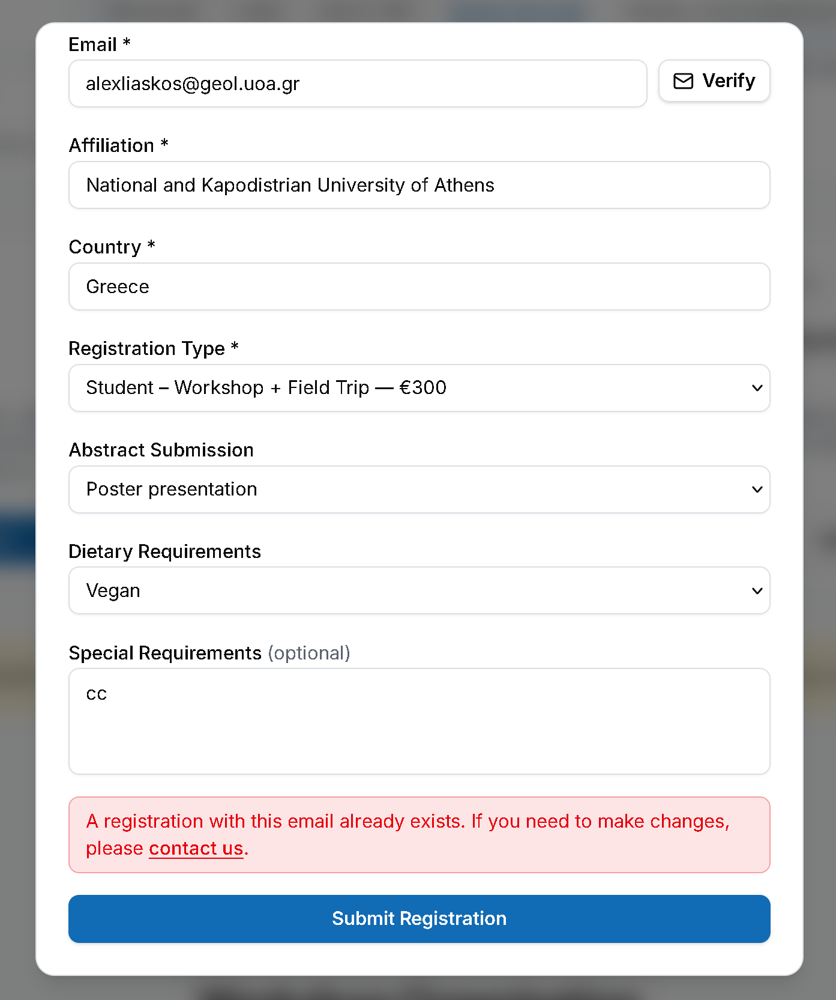 Email *
alexliaskos@geol.uoa.gr
Verify
Affiliation *
National and Kapodistrian University of Athens
Country *
Greece
Registration Type *
Student – Workshop + Field Trip — €300
Abstract Submission
Poster presentation
Dietary Requirements
Vegan
Special Requirements (optional)
cc
A registration with this email already exists. If you need to make changes,
please contact us.
Submit Registration